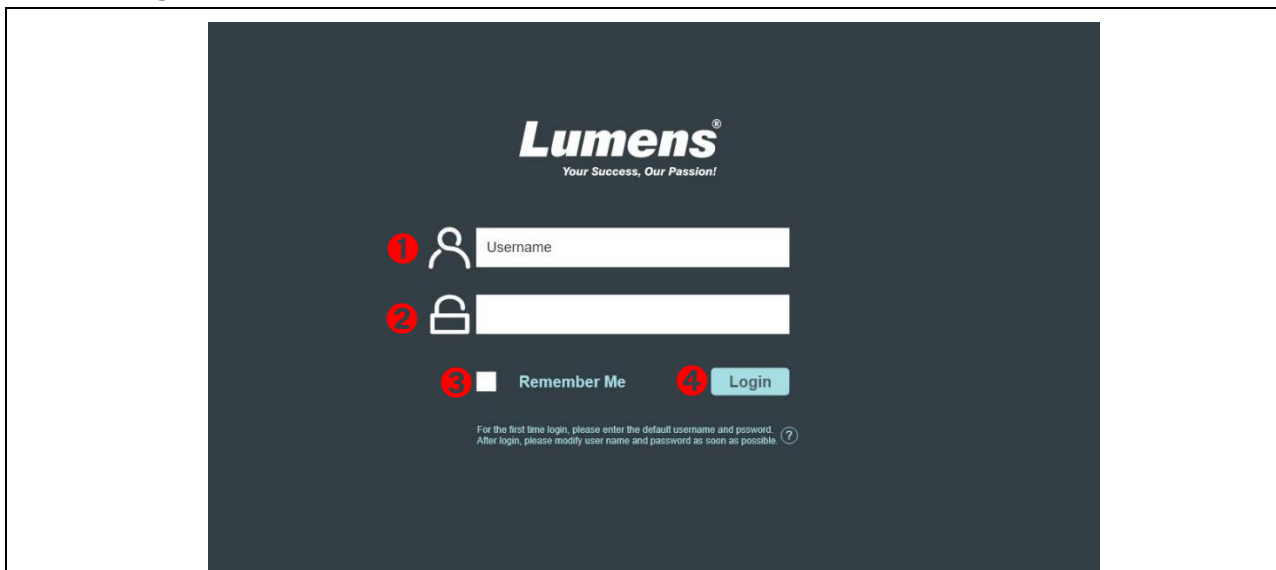 Lumens®
Your Success, Our Passion!
1 Username
2
3 Remember Me 4 Login
For the first time login, please enter the default username and pssword.
After login, please modify user name and password as soon as possible. ?